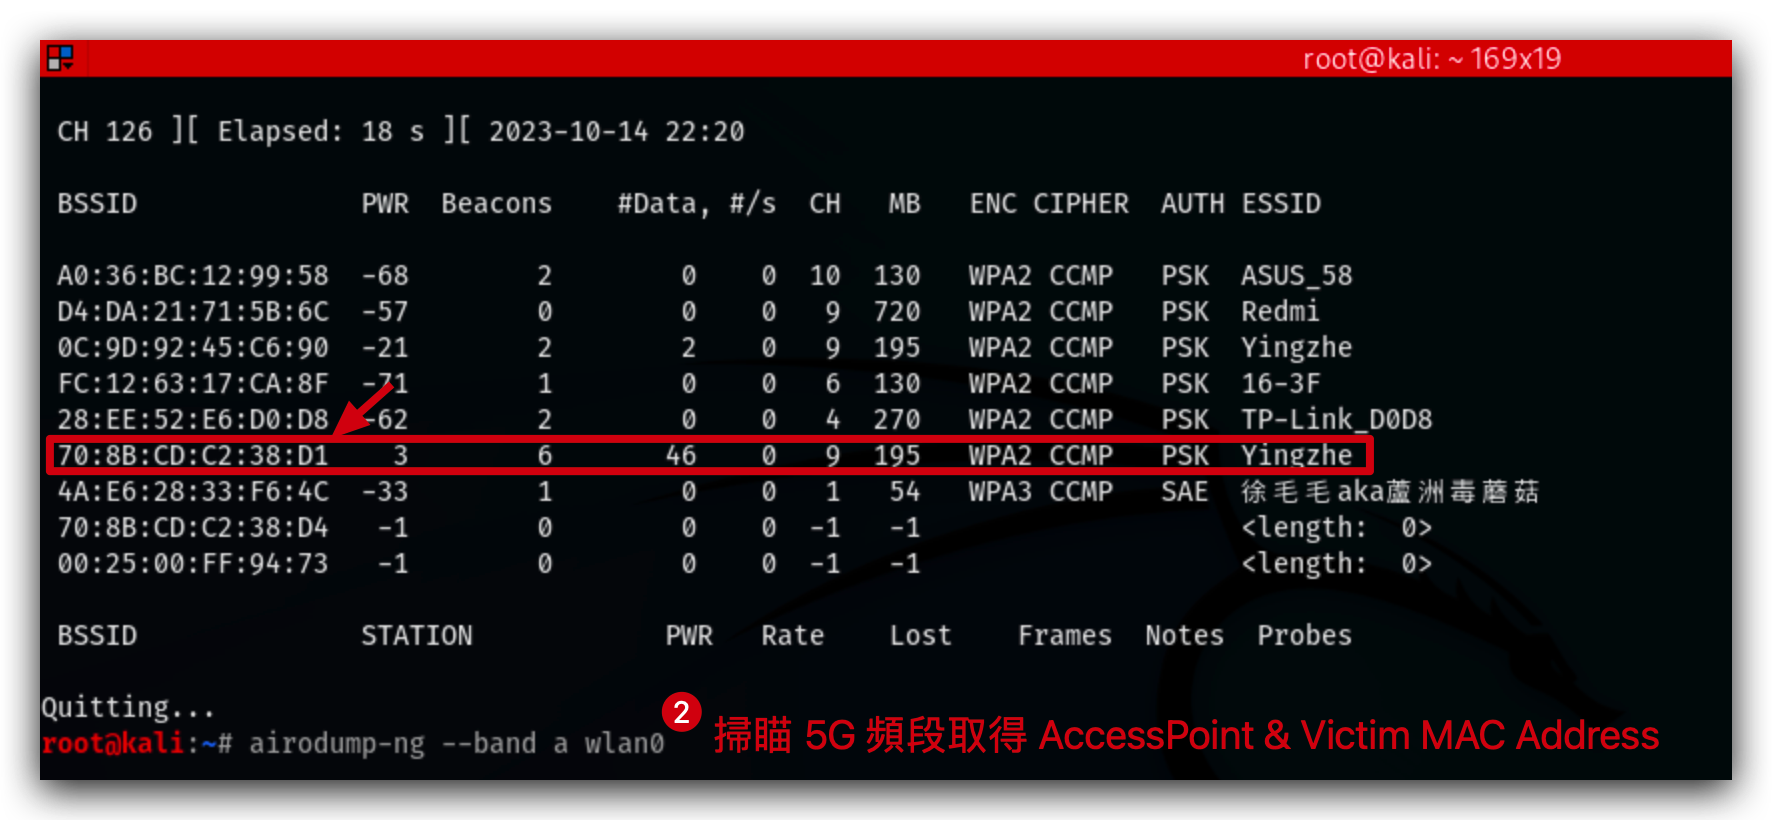 root@kali: ~ 169x19
CH 126 ][ Elapsed: 18 s ][ 2023-10-14 22:20
BSSID PWR Beacons #Data, #/s CH MB ENC CIPHER AUTH ESSID
A0:36:BC:12:99:58 -68 2 0 0 10 130 WPA2 CCMP PSK ASUS_58
D4:DA:21:71:5B:6C -57 0 0 0 9 720 WPA2 CCMP PSK Redmi
0C:9D:92:45:C6:90 -21 2 2 0 9 195 WPA2 CCMP PSK Yingzhe
FC:12:63:17:CA:8F -71 1 0 0 6 130 WPA2 CCMP PSK 16-3F
28:EE:52:E6:D0:D8 -62 2 0 0 4 270 WPA2 CCMP PSK TP-Link_D0D8
70:8B:CD:C2:38:D1 3 6 46 0 9 195 WPA2 CCMP PSK Yingzhe
4A:E6:28:33:F6:4C -33 1 0 0 1 54 WPA3 CCMP SAE 徐毛毛aka蘆洲毒蘑菇
70:8B:CD:C2:38:D4 -1 0 0 0 -1 -1 <length: 0>
00:25:00:FF:94:73 -1 0 0 0 -1 -1 <length: 0>
BSSID STATION PWR Rate Lost Frames Notes Probes
Quitting...
root@kali:~# airodump-ng --band a wlan0
2 掃瞄 5G 頻段取得 AccessPoint & Victim MAC Address